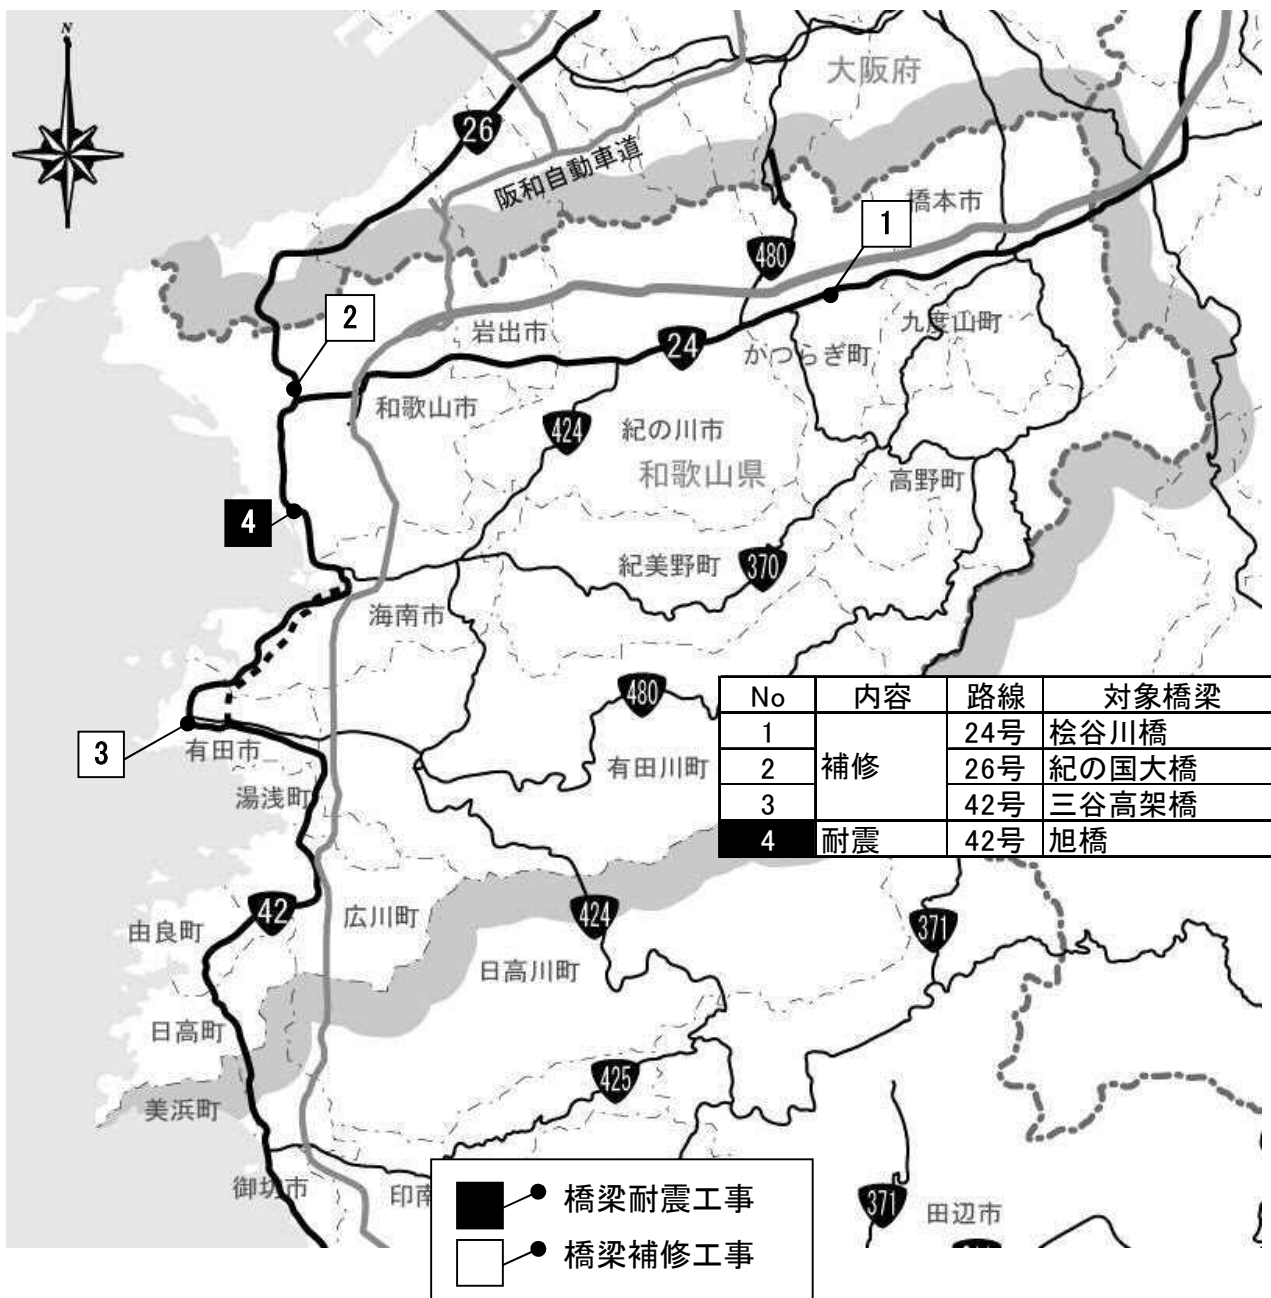 N
大阪府
26
阪和自動車道
橋本市
1
480
2
岩出市
24
かつらぎ町
九度山町
和歌山市
424
紀の川市
和歌山県
高野町
4
紀美野町
370
海南市
480
No 内容 路線 対象橋梁
1 補修 24号 桧谷川橋
2 26号 紀の国大橋
3 42号 三谷高架橋
4 耐震 42号 旭橋
3
有田市
有田川町
湯浅町
42
広川町
424
371
由良町
日高川町
日高町
425
美浜町
御坊市
印南
371
田辺市
橋梁耐震工事
橋梁補修工事